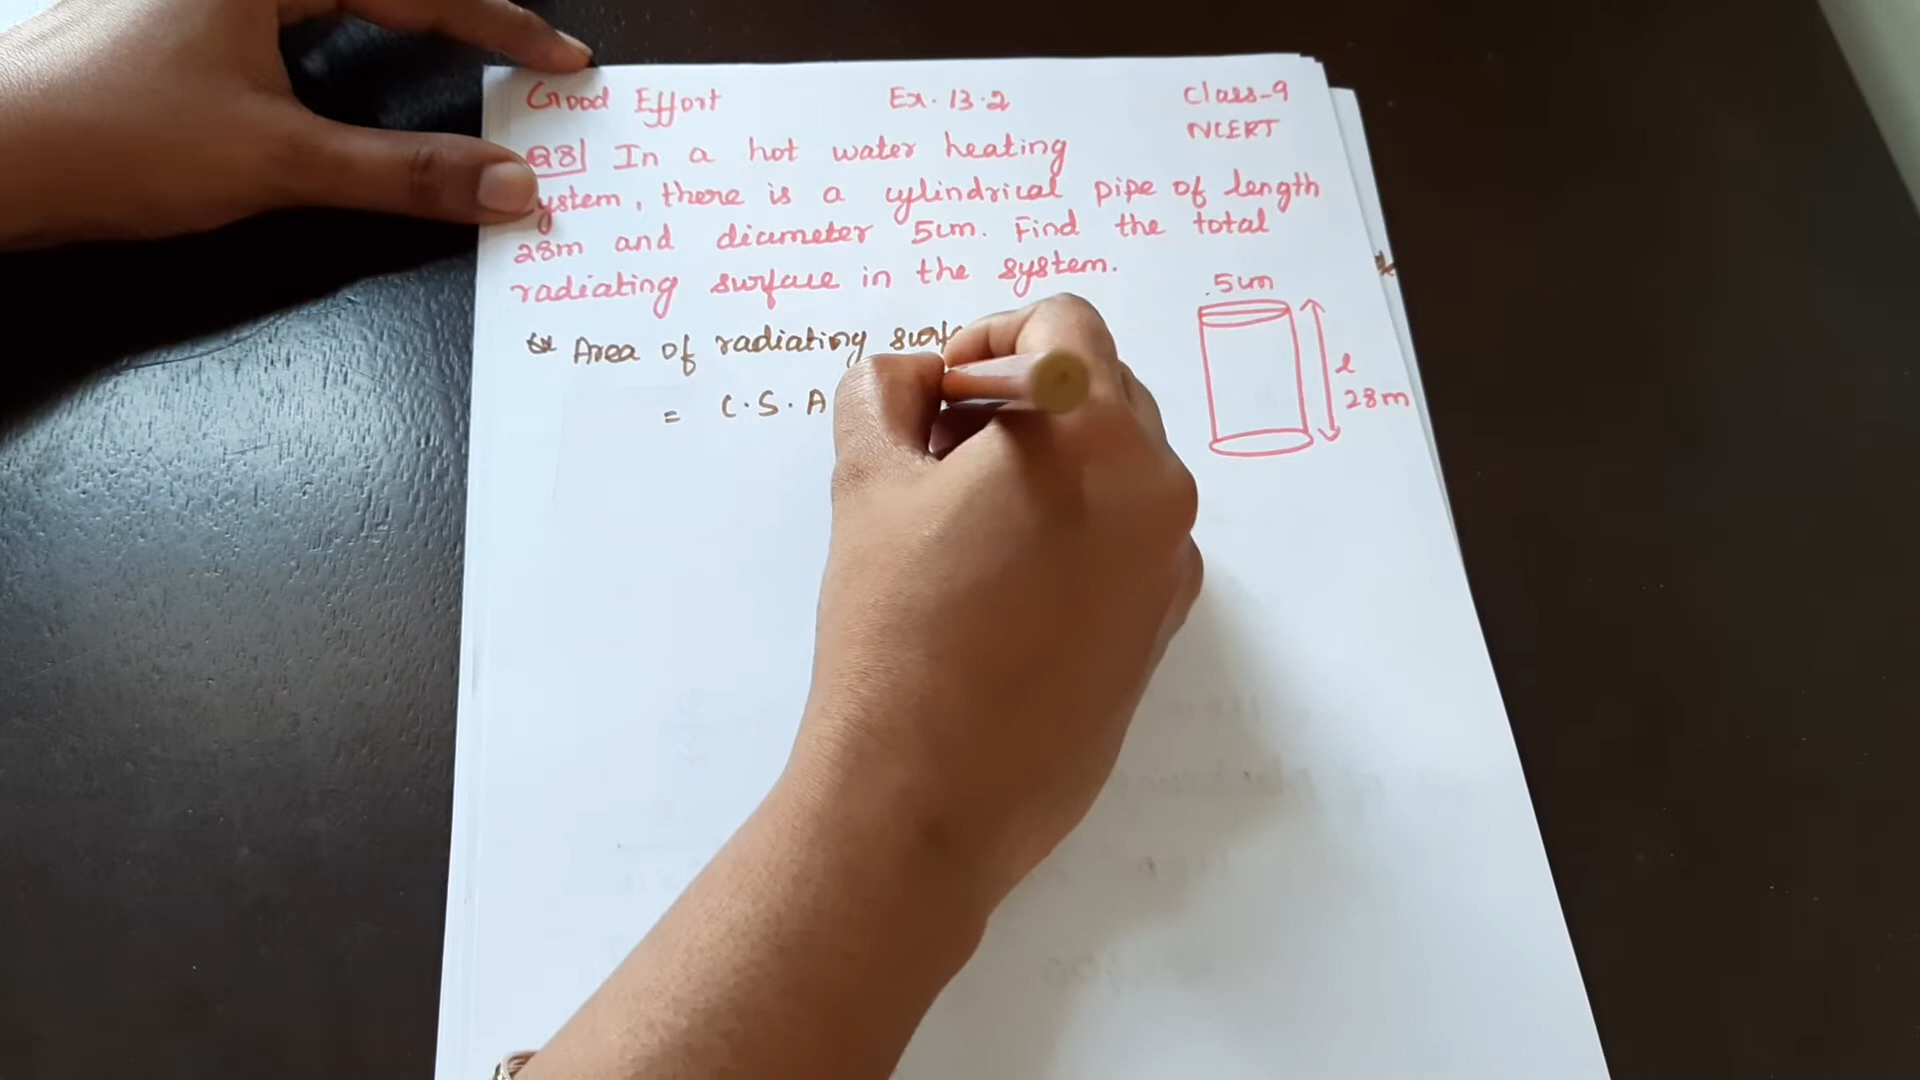 Good Effort Ex. 13.2 Class-9
NCERT
Q8 In a hot water heating
ystem, there is a cylindrical pipe of length
28m and diameter 5cm. Find the total
radiating surface in the system.
5cm
Area of radiating
l
28m
= C.S.A